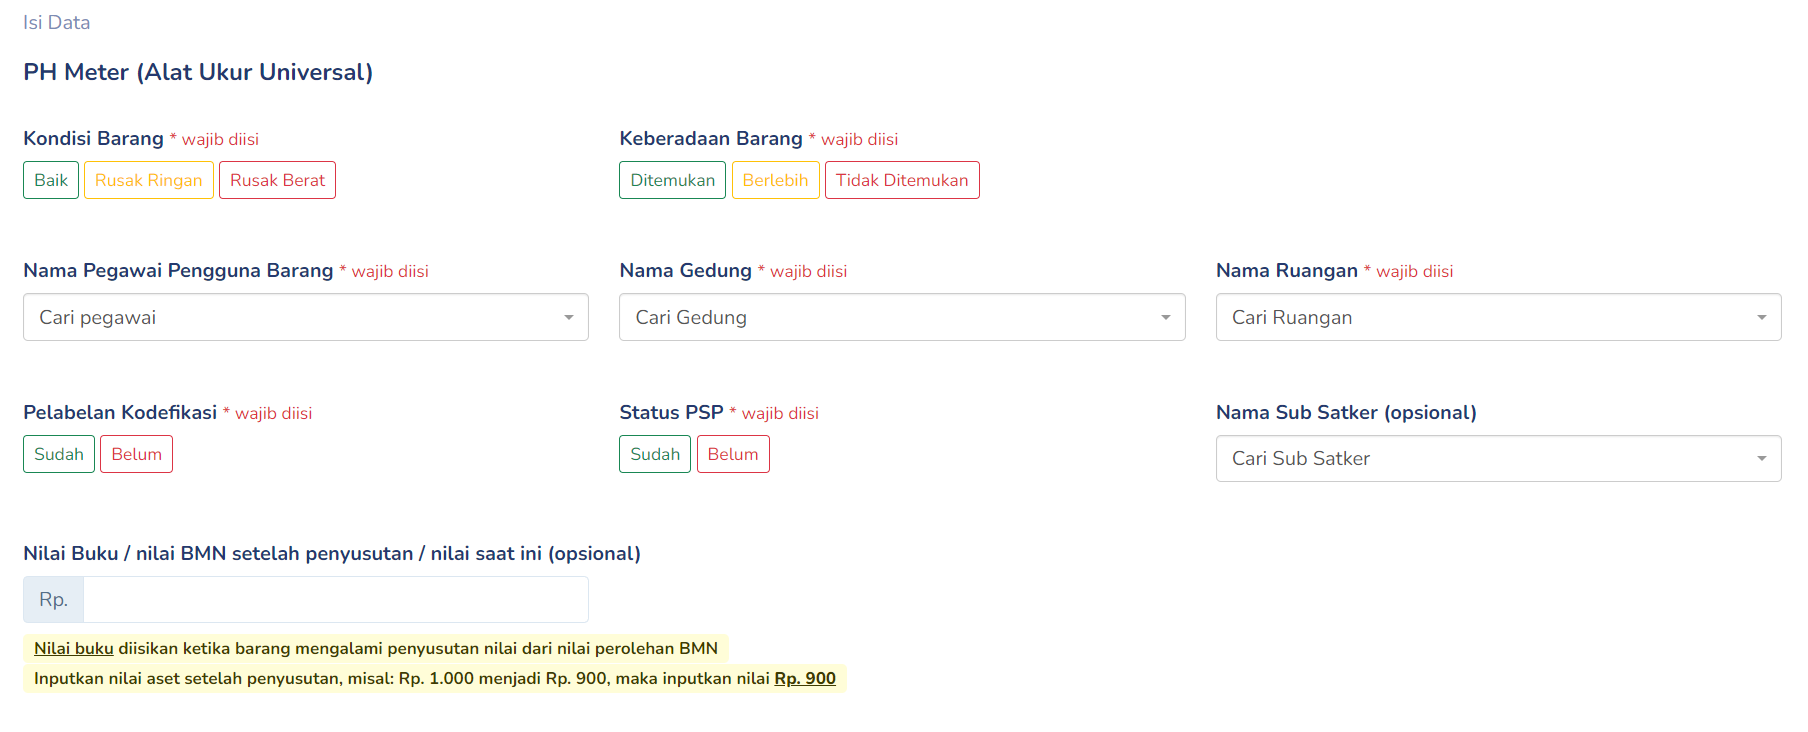 Isi Data
PH Meter (Alat Ukur Universal)
Kondisi Barang * wajib diisi
Baik Rusak Ringan Rusak Berat
Keberadaan Barang * wajib diisi
Ditemukan Berlebih Tidak Ditemukan
Nama Pegawai Pengguna Barang * wajib diisi
Cari pegawai
Nama Gedung * wajib diisi
Cari Gedung
Nama Ruangan * wajib diisi
Cari Ruangan
Pelabelan Kodefikasi * wajib diisi
Sudah Belum
Status PSP * wajib diisi
Sudah Belum
Nama Sub Satker (opsional)
Cari Sub Satker
Nilai Buku / nilai BMN setelah penyusutan / nilai saat ini (opsional)
Rp.
Nilai buku diisikan ketika barang mengalami penyusutan nilai dari nilai perolehan BMN
Inputkan nilai aset setelah penyusutan, misal: Rp. 1.000 menjadi Rp. 900, maka inputkan nilai Rp. 900